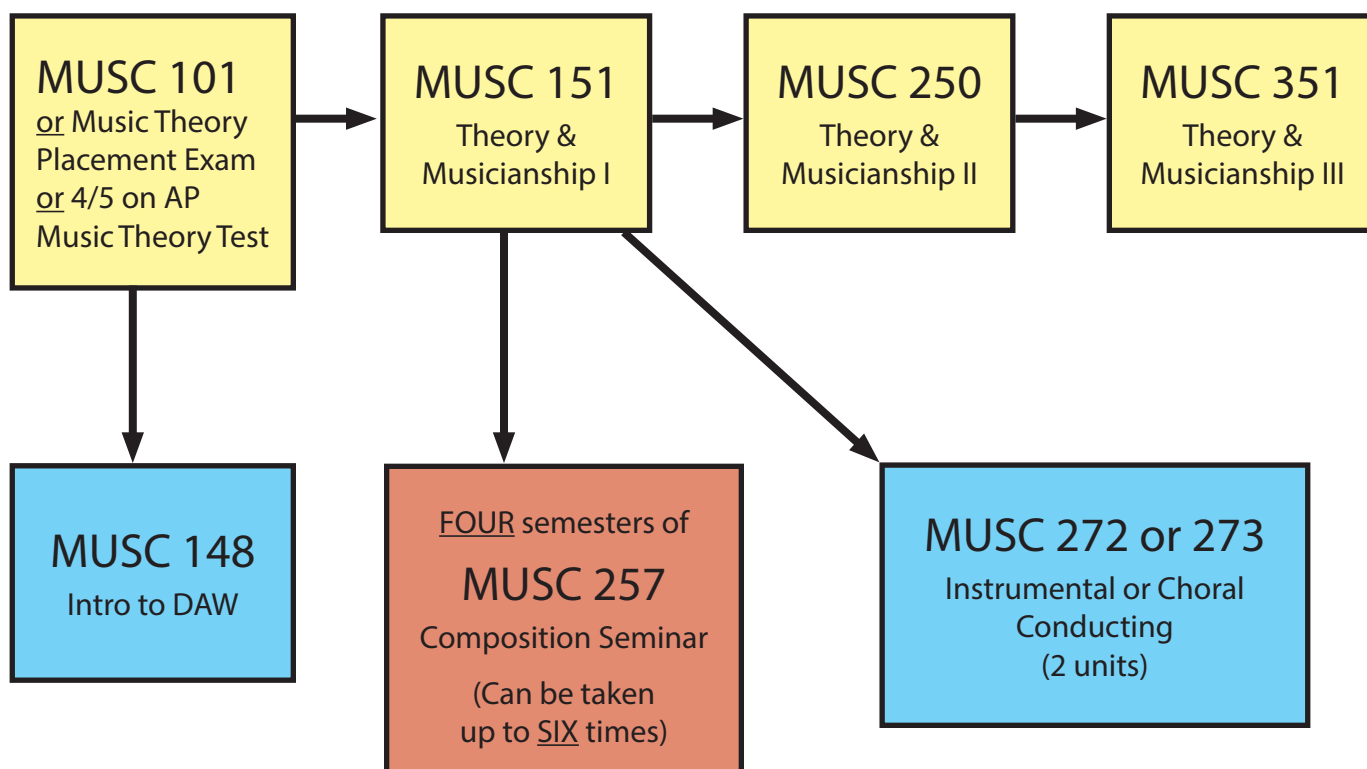 MUSC 101
or Music Theory
Placement Exam
or 4/5 on AP
Music Theory Test
MUSC 151
Theory &
Musicianship I
MUSC 250
Theory &
Musicianship II
MUSC 351
Theory &
Musicianship III
MUSC 148
Intro to DAW
FOUR semesters of
MUSC 257
Composition Seminar
(Can be taken
up to SIX times)
MUSC 272 or 273
Instrumental or Choral
Conducting
(2 units)